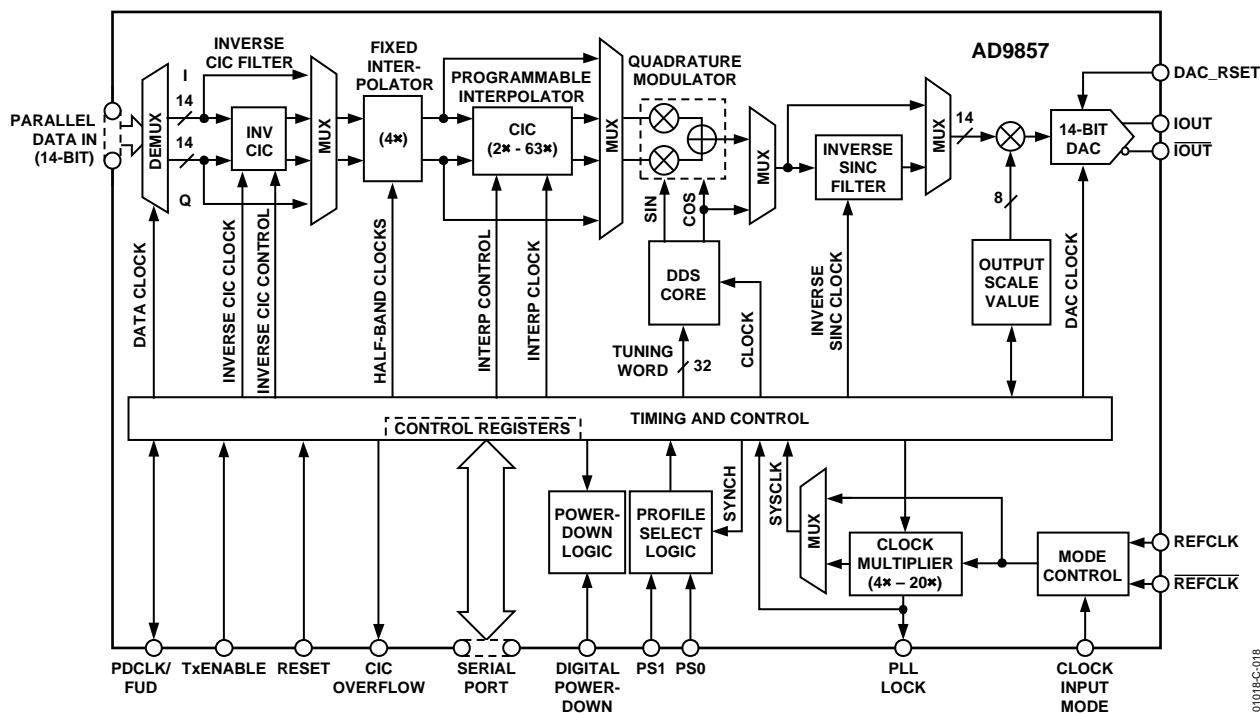 AD9857
INVERSE
CIC FILTER
FIXED
INTER-
POLATOR
PROGRAMMABLE
INTERPOLATOR
QUADRATURE
MODULATOR
PARALLEL
DATA IN
(14-BIT)
DEMUX
I
14
14
Q
INV
CIC
MUX
(4×)
CIC
(2× - 63×)
MUX
MUX
INVERSE
SINC
FILTER
MUX
14
8
14-BIT
DAC
DAC_RSET
IOUT
IOUT
SIN
COS
DDS
CORE
OUTPUT
SCALE
VALUE
DATA CLOCK
INVERSE CIC CLOCK
INVERSE CIC CONTROL
HALF-BAND CLOCKS
INTERP CONTROL
INTERP CLOCK
TUNING
WORD
32
CLOCK
INVERSE
SINC CLOCK
DAC CLOCK
TIMING AND CONTROL
CONTROL REGISTERS
POWER-
DOWN
LOGIC
PROFILE
SELECT
LOGIC
SYNCH
SYSCLK
MUX
CLOCK
MULTIPLIER
(4× – 20×)
MODE
CONTROL
REFCLK
REFCLK
PDCLK/
FUD
TxENABLE
RESET
CIC
OVERFLOW
SERIAL
PORT
DIGITAL
POWER-
DOWN
PS1
PS0
PLL
LOCK
CLOCK
INPUT
MODE
01018-C-018